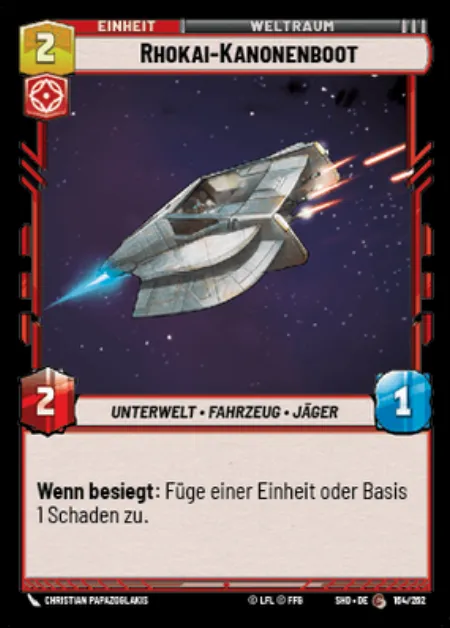 EINHEIT
WELTRAUM
2
RHOKAI-KANONENBOOT
2
UNTERWELT • FAHRZEUG • JÄGER
1
Wenn besiegt: Füge einer Einheit oder Basis
1 Schaden zu.
CHRISTIAN PAPAZOGLAKIS
© LFL © FFG
SHD • DE
C
164/262